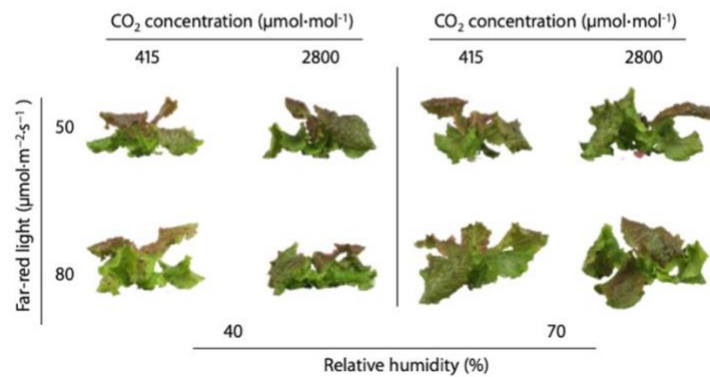 CO₂ concentration (µmol·mol⁻¹) CO₂ concentration (µmol·mol⁻¹)
415 2800 415 2800
Far-red light (µmol·m⁻²·s⁻¹)
50
80
40 70
Relative humidity (%)